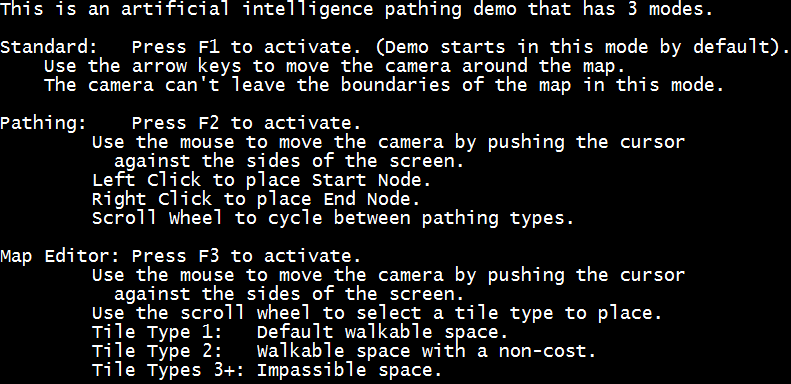 This is an artificial intelligence pathing demo that has 3 modes.
Standard: Press F1 to activate. (Demo starts in this mode by default).
Use the arrow keys to move the camera around the map.
The camera can't leave the boundaries of the map in this mode.
Pathing: Press F2 to activate.
Use the mouse to move the camera by pushing the cursor
against the sides of the screen.
Left Click to place Start Node.
Right Click to place End Node.
Scroll Wheel to cycle between pathing types.
Map Editor: Press F3 to activate.
Use the mouse to move the camera by pushing the cursor
against the sides of the screen.
Use the scroll wheel to select a tile type to place.
Tile Type 1: Default walkable space.
Tile Type 2: Walkable space with a non-cost.
Tile Types 3+: Impassible space.